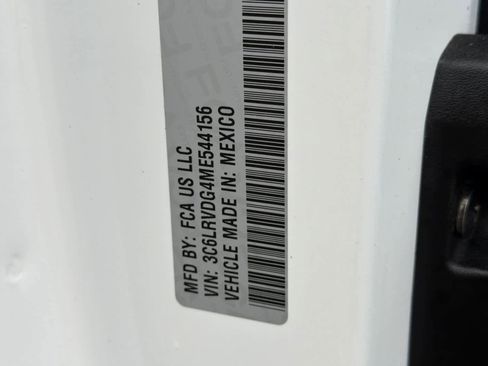 MFD BY: FCA US LLC
VIN: 3C6LRVDG4ME544156
VEHICLE MADE IN: MEXICO